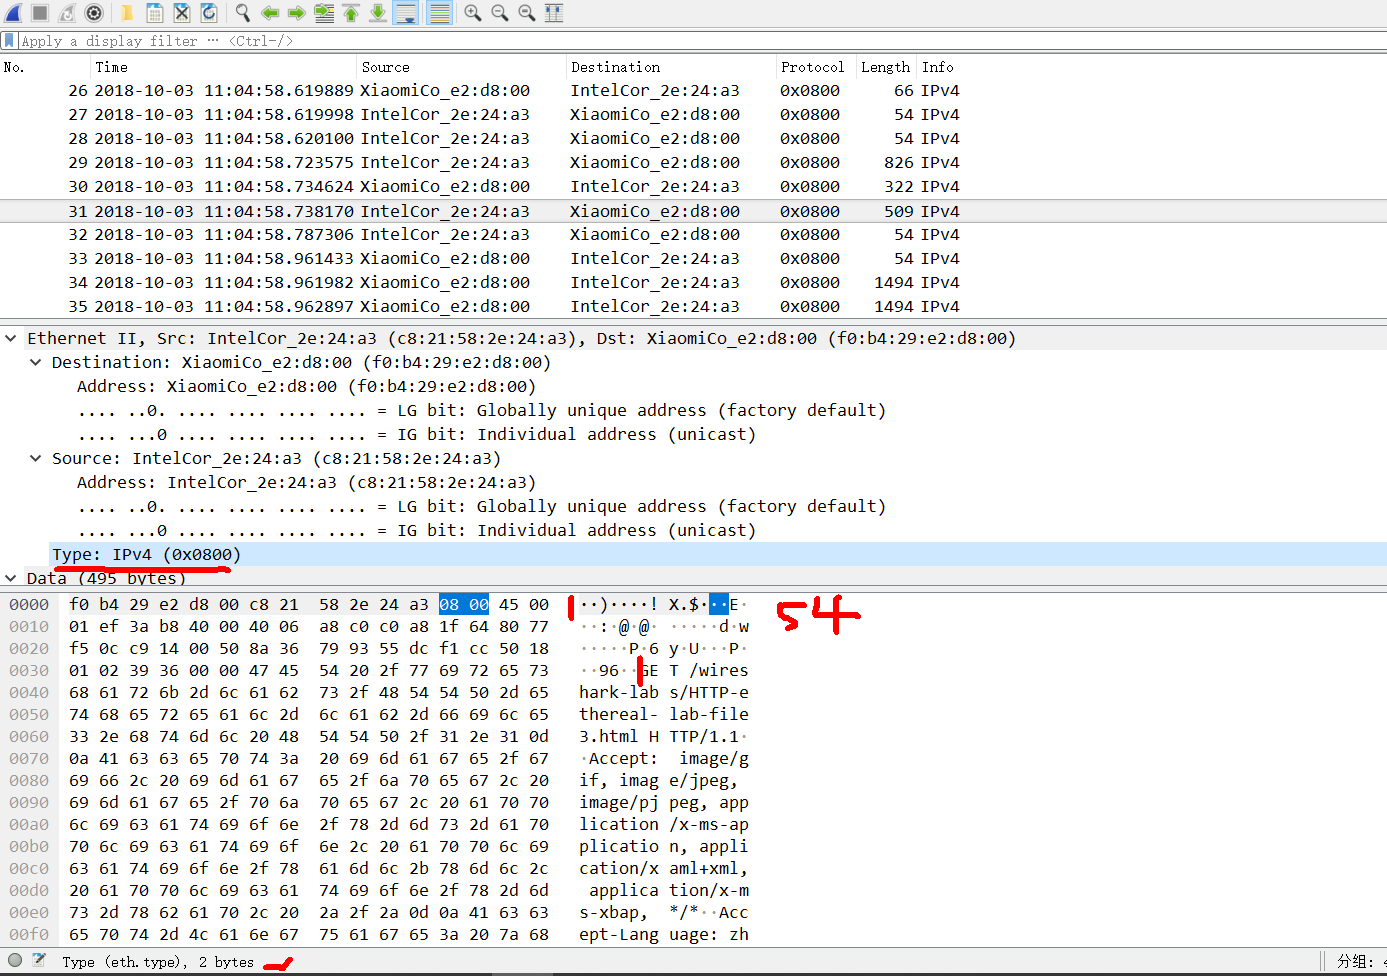 Apply a display filter ⋯ <Ctrl-/>
No. Time Source Destination Protocol Length Info
26 2018-10-03 11:04:58.619889 XiaomiCo_e2:d8:00 IntelCor_2e:24:a3 0x0800 66 IPv4
27 2018-10-03 11:04:58.619998 IntelCor_2e:24:a3 XiaomiCo_e2:d8:00 0x0800 54 IPv4
28 2018-10-03 11:04:58.620100 IntelCor_2e:24:a3 XiaomiCo_e2:d8:00 0x0800 54 IPv4
29 2018-10-03 11:04:58.723575 IntelCor_2e:24:a3 XiaomiCo_e2:d8:00 0x0800 826 IPv4
30 2018-10-03 11:04:58.734624 XiaomiCo_e2:d8:00 IntelCor_2e:24:a3 0x0800 322 IPv4
31 2018-10-03 11:04:58.738170 IntelCor_2e:24:a3 XiaomiCo_e2:d8:00 0x0800 509 IPv4
32 2018-10-03 11:04:58.787306 IntelCor_2e:24:a3 XiaomiCo_e2:d8:00 0x0800 54 IPv4
33 2018-10-03 11:04:58.961433 XiaomiCo_e2:d8:00 IntelCor_2e:24:a3 0x0800 54 IPv4
34 2018-10-03 11:04:58.961982 XiaomiCo_e2:d8:00 IntelCor_2e:24:a3 0x0800 1494 IPv4
35 2018-10-03 11:04:58.962897 XiaomiCo_e2:d8:00 IntelCor_2e:24:a3 0x0800 1494 IPv4
Ethernet II, Src: IntelCor_2e:24:a3 (c8:21:58:2e:24:a3), Dst: XiaomiCo_e2:d8:00 (f0:b4:29:e2:d8:00)
Destination: XiaomiCo_e2:d8:00 (f0:b4:29:e2:d8:00)
Address: XiaomiCo_e2:d8:00 (f0:b4:29:e2:d8:00)
.... ..0. .... .... .... .... = LG bit: Globally unique address (factory default)
.... ...0 .... .... .... .... = IG bit: Individual address (unicast)
Source: IntelCor_2e:24:a3 (c8:21:58:2e:24:a3)
Address: IntelCor_2e:24:a3 (c8:21:58:2e:24:a3)
.... ..0. .... .... .... .... = LG bit: Globally unique address (factory default)
.... ...0 .... .... .... .... = IG bit: Individual address (unicast)
Type: IPv4 (0x0800)
Data (495 bytes)
0000 f0 b4 29 e2 d8 00 c8 21 58 2e 24 a3 08 00 45 00 ··)····! X.$···E· 54
0010 01 ef 3a b8 40 00 40 06 a8 c0 c0 a8 1f 64 80 77 ··:·@·@· ·····d·w
0020 f5 0c c9 14 00 50 8a 36 79 93 55 dc f1 cc 50 18 ·····P·6 y·U···P·
0030 01 02 39 36 00 00 47 45 54 20 2f 77 69 72 65 73 ··96··GE T /wires
0040 68 61 72 6b 2d 6c 61 62 73 2f 48 54 54 50 2d 65 hark-lab s/HTTP-e
0050 74 68 65 72 65 61 6c 2d 6c 61 62 2d 66 69 6c 65 thereal- lab-file
0060 33 2e 68 74 6d 6c 20 48 54 54 50 2f 31 2e 31 0d 3.html H TTP/1.1·
0070 0a 41 63 63 65 70 74 3a 20 69 6d 61 67 65 2f 67 ·Accept: image/g
0080 69 66 2c 20 69 6d 61 67 65 2f 6a 70 65 67 2c 20 if, imag e/jpeg,
0090 69 6d 61 67 65 2f 70 6a 70 65 67 2c 20 61 70 70 image/pj peg, app
00a0 6c 69 63 61 74 69 6f 6e 2f 78 2d 6d 73 2d 61 70 lication /x-ms-ap
00b0 70 6c 69 63 61 74 69 6f 6e 2c 20 61 70 70 6c 69 plicatio n, appli
00c0 63 61 74 69 6f 6e 2f 78 61 6d 6c 2b 78 6d 6c 2c cation/x aml+xml,
00d0 20 61 70 70 6c 69 63 61 74 69 6f 6e 2f 78 2d 6d applica tion/x-m
00e0 73 2d 78 62 61 70 2c 20 2a 2f 2a 0d 0a 41 63 63 s-xbap, */*··Acc
00f0 65 70 74 2d 4c 61 6e 67 75 61 67 65 3a 20 7a 68 ept-Lang uage: zh
Type (eth.type), 2 bytes 分组: